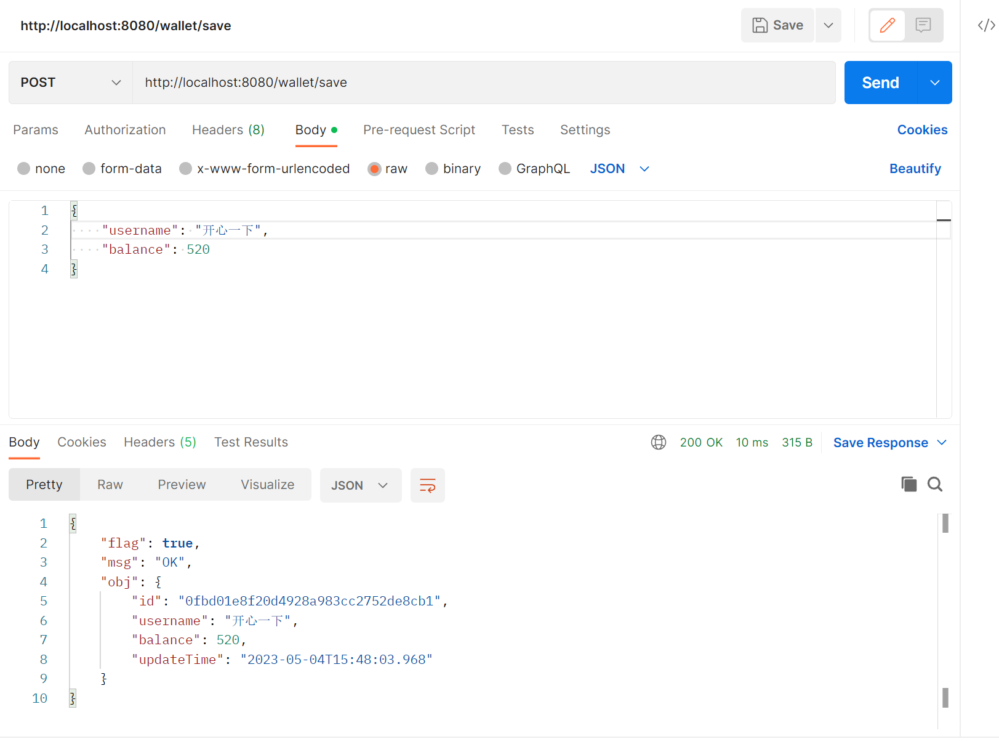 http://localhost:8080/wallet/save Save
POST http://localhost:8080/wallet/save Send
Params Authorization Headers (8) Body Pre-request Script Tests Settings Cookies
none form-data x-www-form-urlencoded raw binary GraphQL JSON Beautify
1 {
2 "username": "开心一下",
3 "balance": 520
4 }
Body Cookies Headers (5) Test Results 200 OK 10 ms 315 B Save Response
Pretty Raw Preview Visualize JSON
1 {
2 "flag": true,
3 "msg": "OK",
4 "obj": {
5 "id": "0fbd01e8f20d4928a983cc2752de8cb1",
6 "username": "开心一下",
7 "balance": 520,
8 "updateTime": "2023-05-04T15:48:03.968"
9 }
10 }